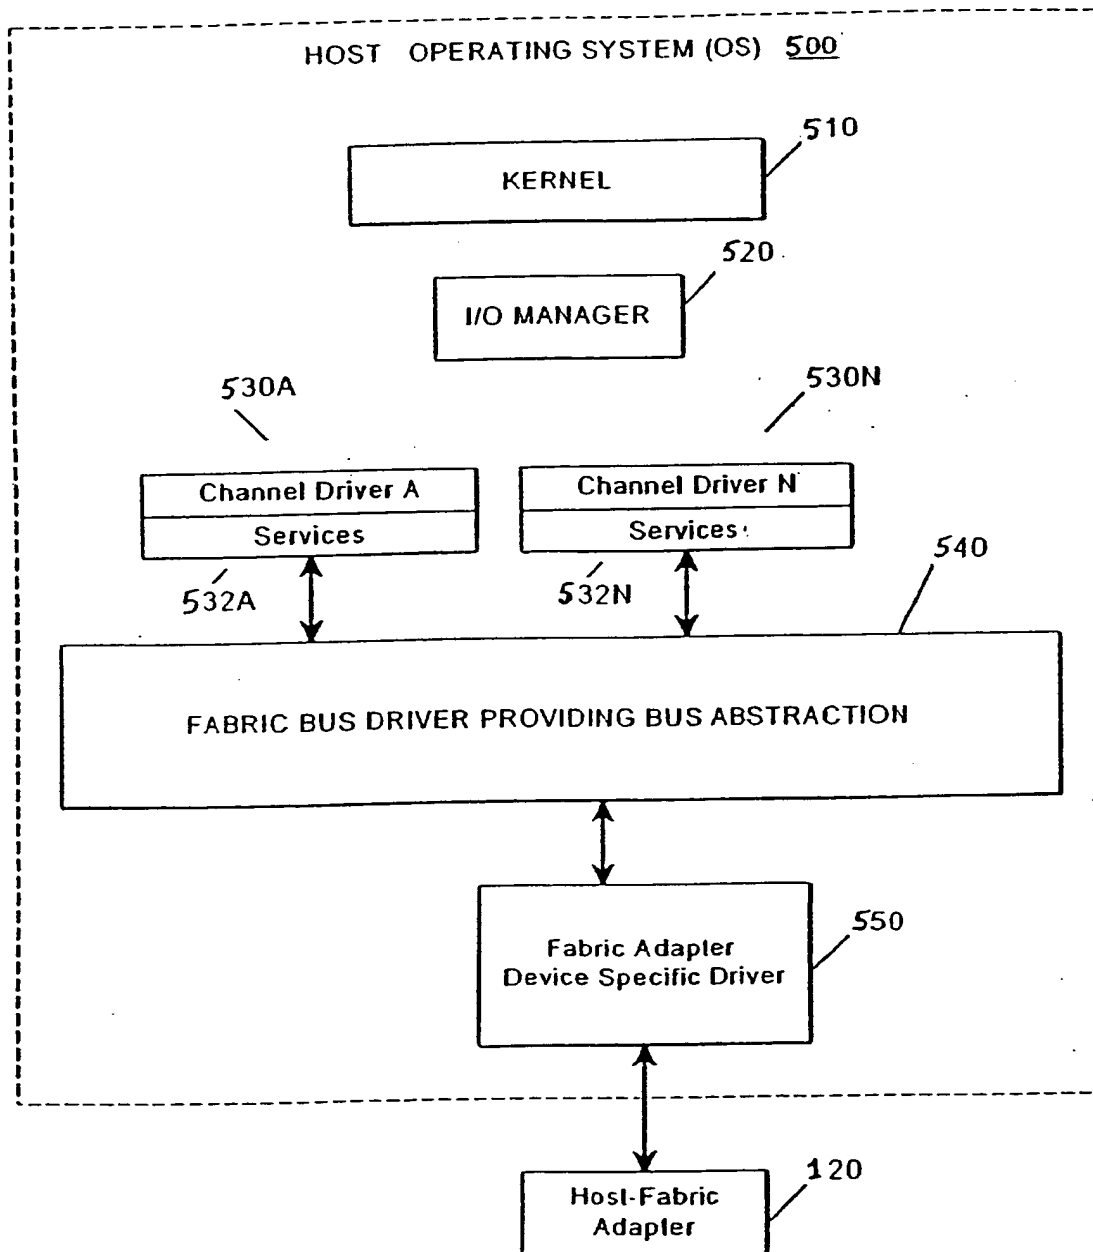 HOST OPERATING SYSTEM (OS) 500
510
KERNEL
520
I/O MANAGER
530A
530N
Channel Driver A
Services
Channel Driver N
Services
532A
532N
540
FABRIC BUS DRIVER PROVIDING BUS ABSTRACTION
550
Fabric Adapter
Device Specific Driver
120
Host-Fabric
Adapter